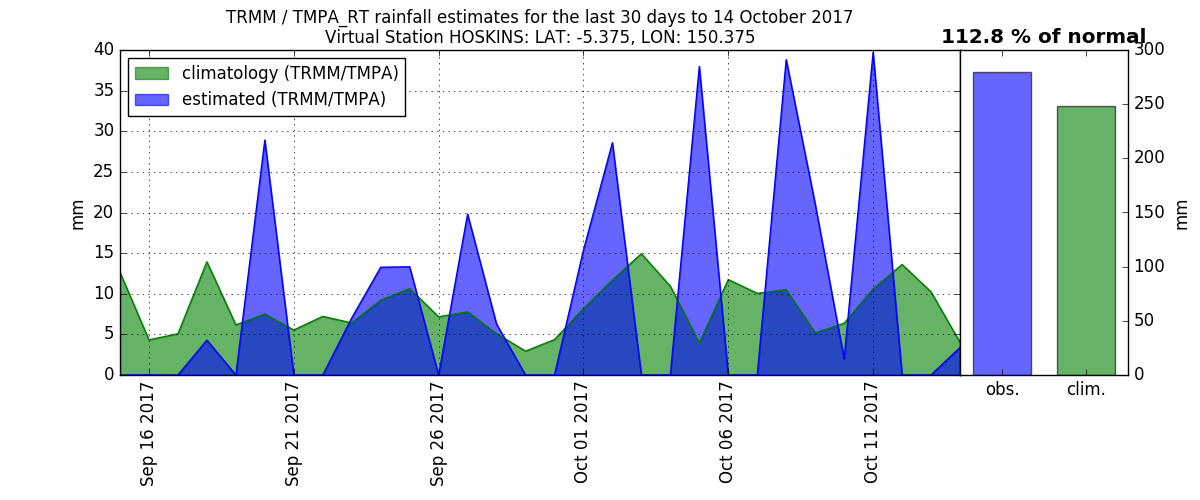 TRMM / TMPA_RT rainfall estimates for the last 30 days to 14 October 2017
Virtual Station HOSKINS: LAT: -5.375, LON: 150.375
112.8 % of normal
climatology (TRMM/TMPA)
estimated (TRMM/TMPA)
40
35
30
25
20
15
10
5
0
mm
Sep 16 2017
Sep 21 2017
Sep 26 2017
Oct 01 2017
Oct 06 2017
Oct 11 2017
300
250
200
150
100
50
0
mm
obs.
clim.